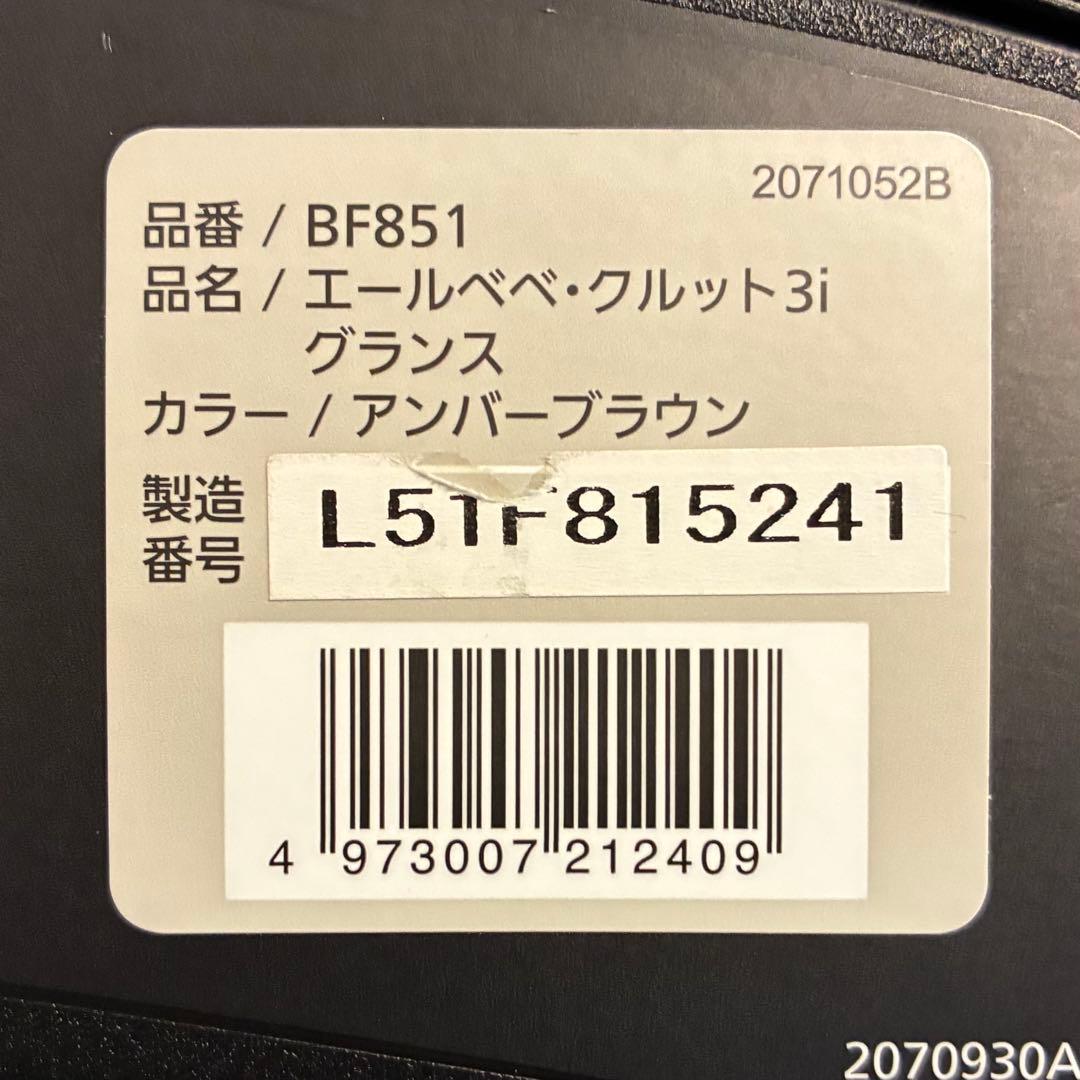 2071052B
品番 / BF851
品名 / エールベベ・クルット3i
グランス
カラー / アンバーブラウン
製造
番号
L51F815241
4 973007 212409
2070930A